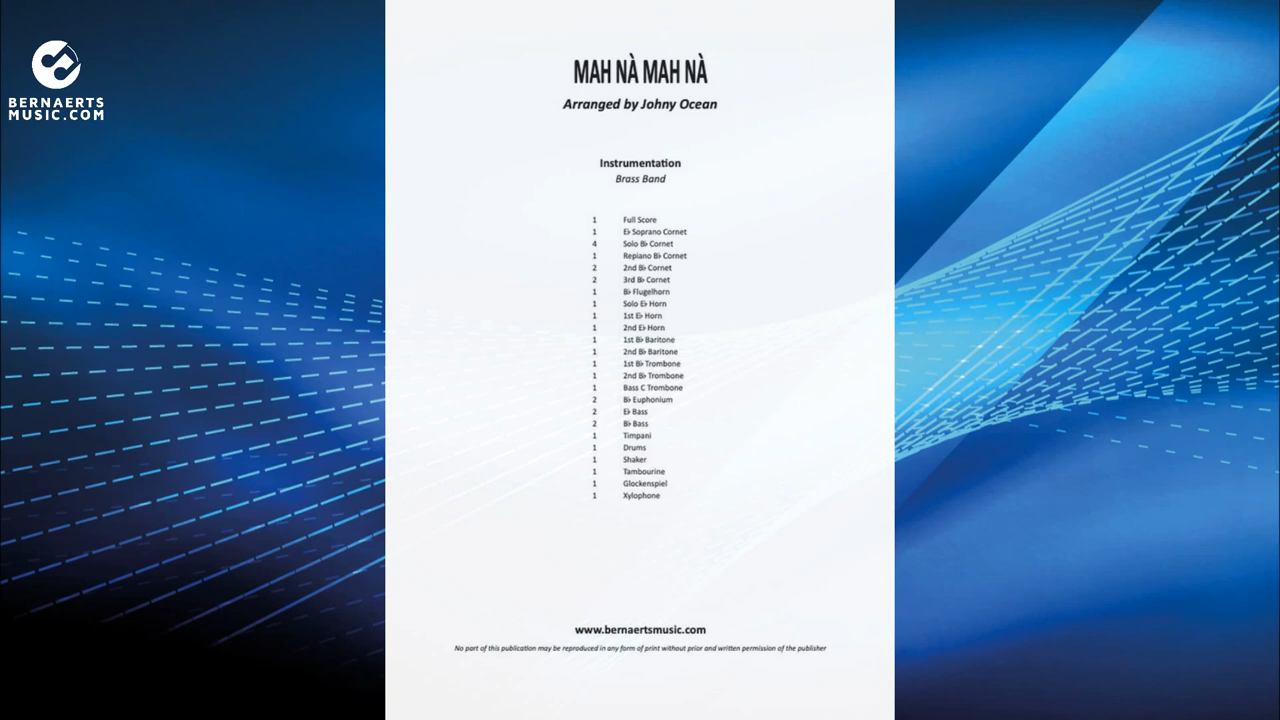 BERNAERTS
MUSIC.COM
MAH NÀ MAH NÀ
Arranged by Johny Ocean
Instrumentation
Brass Band
1 Full Score
1 E♭ Soprano Cornet
4 Solo B♭ Cornet
1 Repiano B♭ Cornet
2 2nd B♭ Cornet
2 3rd B♭ Cornet
1 B♭ Flugelhorn
1 Solo E♭ Horn
1 1st E♭ Horn
1 2nd E♭ Horn
1 1st B♭ Baritone
1 2nd B♭ Baritone
1 1st B♭ Trombone
1 2nd B♭ Trombone
1 Bass C Trombone
2 B♭ Euphonium
2 E♭ Bass
2 B♭ Bass
1 Timpani
1 Drums
1 Shaker
1 Tambourine
1 Glockenspiel
1 Xylophone
www.bernaertsmusic.com
No part of this publication may be reproduced in any form of print without prior and written permission of the publisher